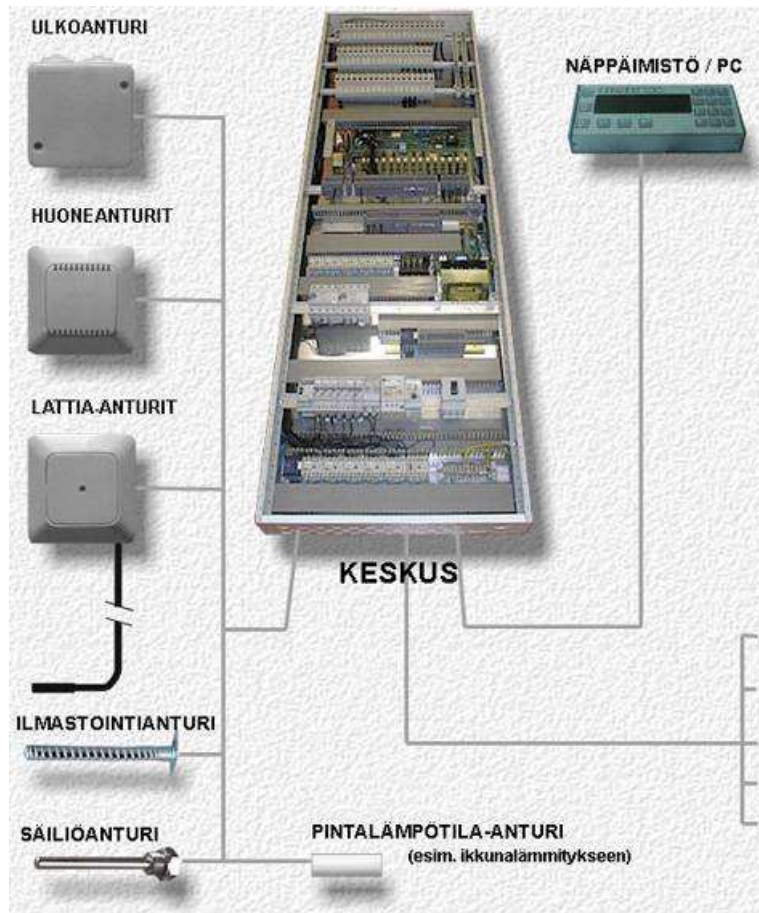 ULKOANTURI
NÄPPÄIMISTÖ / PC
HUONEANTURIT
LATTIA-ANTURIT
KESKUS
ILMASTOINTIANTURI
SÄILIÖANTURI
PINTALÄMPÖTILA-ANTURI
(esim. ikkunalämmitykseen)